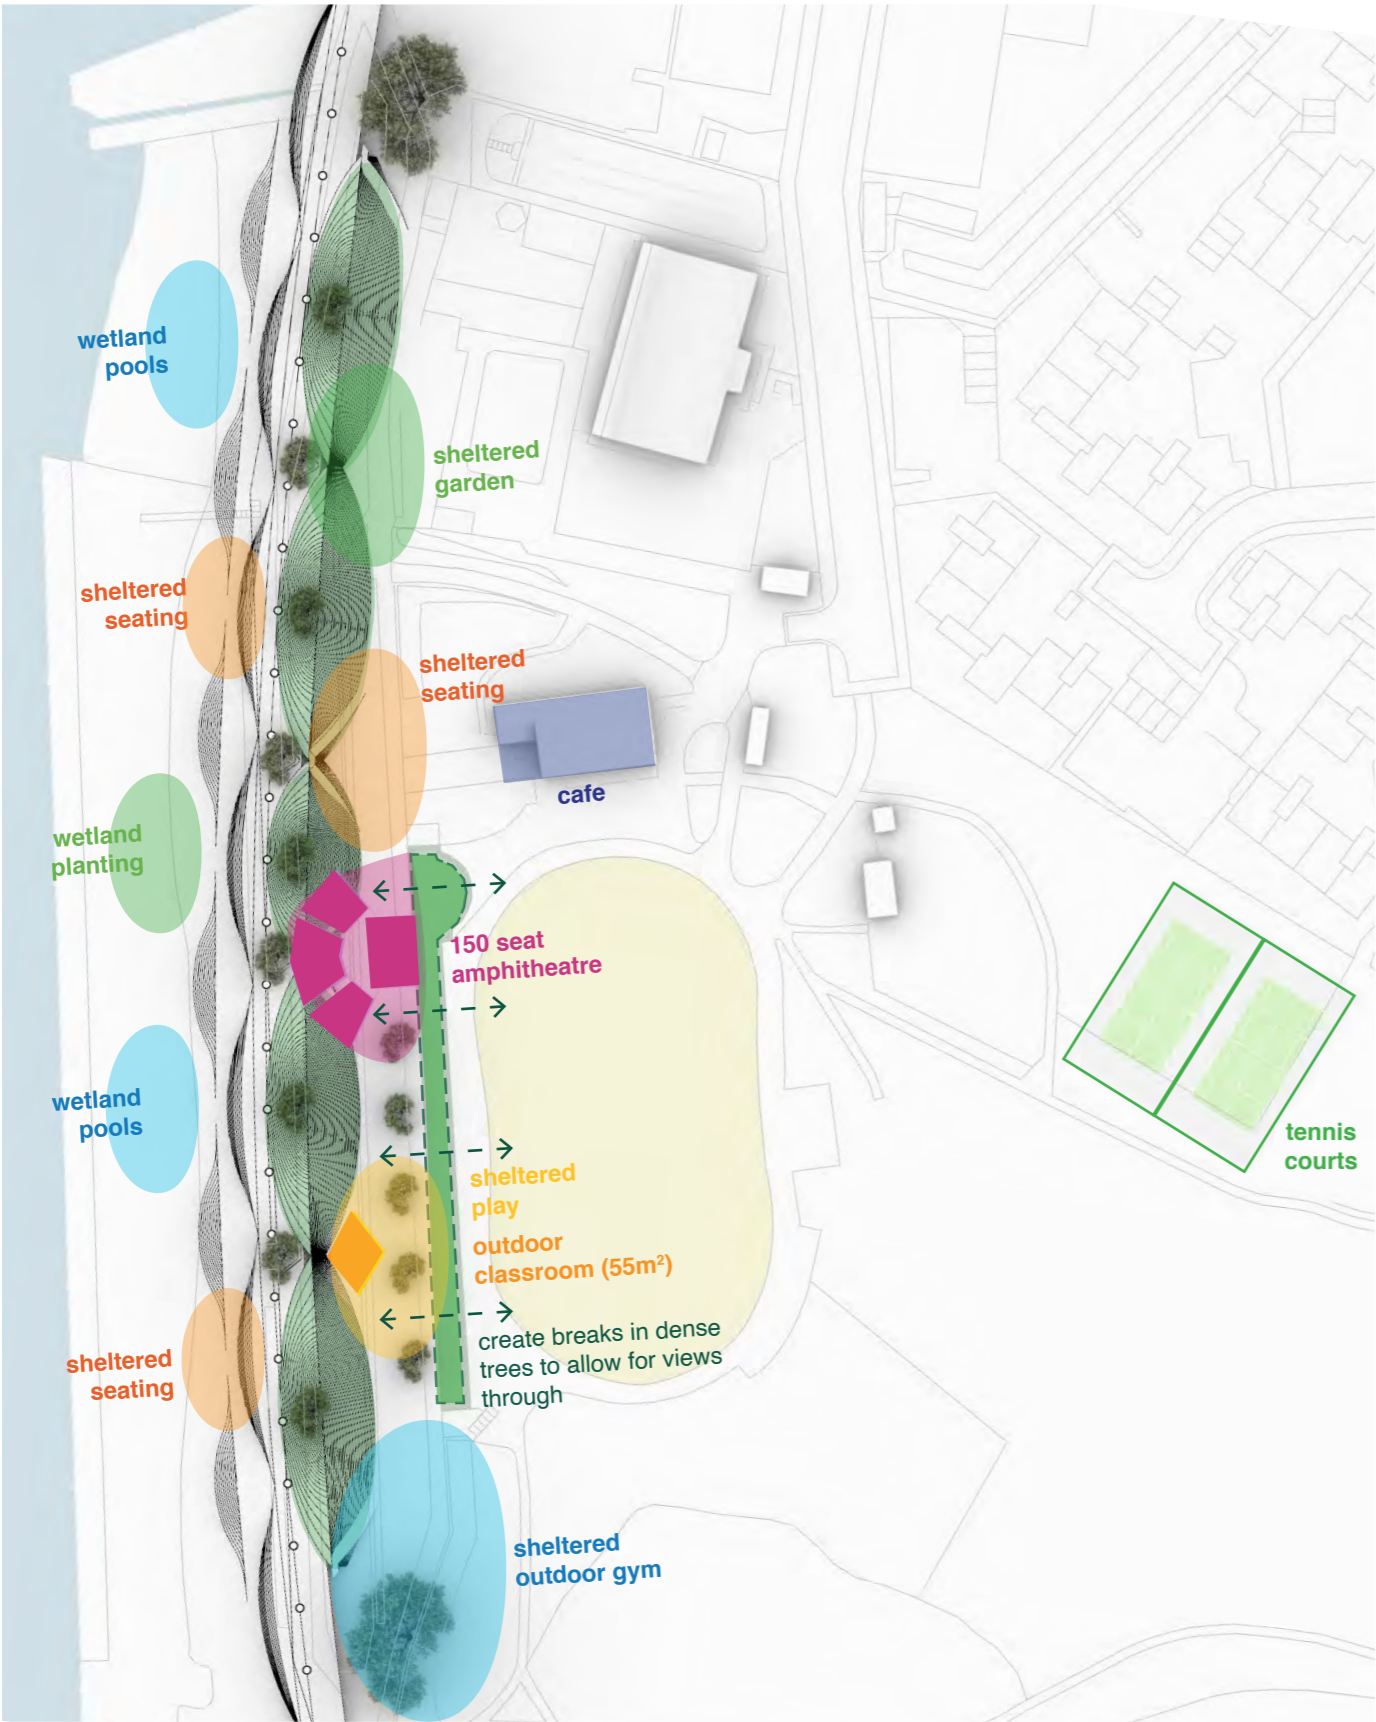 wetland
pools
sheltered
garden
sheltered
seating
sheltered
seating
cafe
wetland
planting
150 seat
amphitheatre
wetland
pools
tennis
courts
sheltered
play
outdoor
classroom (55m²)
create breaks in dense
trees to allow for views
through
sheltered
seating
sheltered
outdoor gym